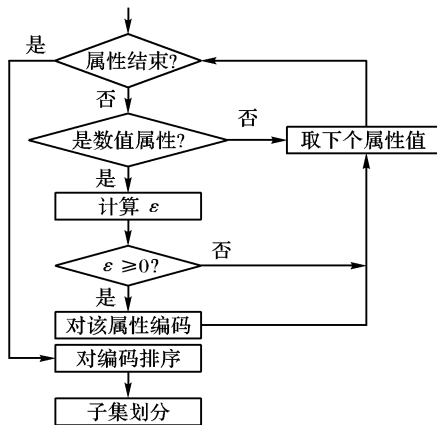 是
属性结束?
否
是数值属性?
否
取下个属性值
是
计算 ε
ε≥0?
否
是
对该属性编码
对编码排序
子集划分